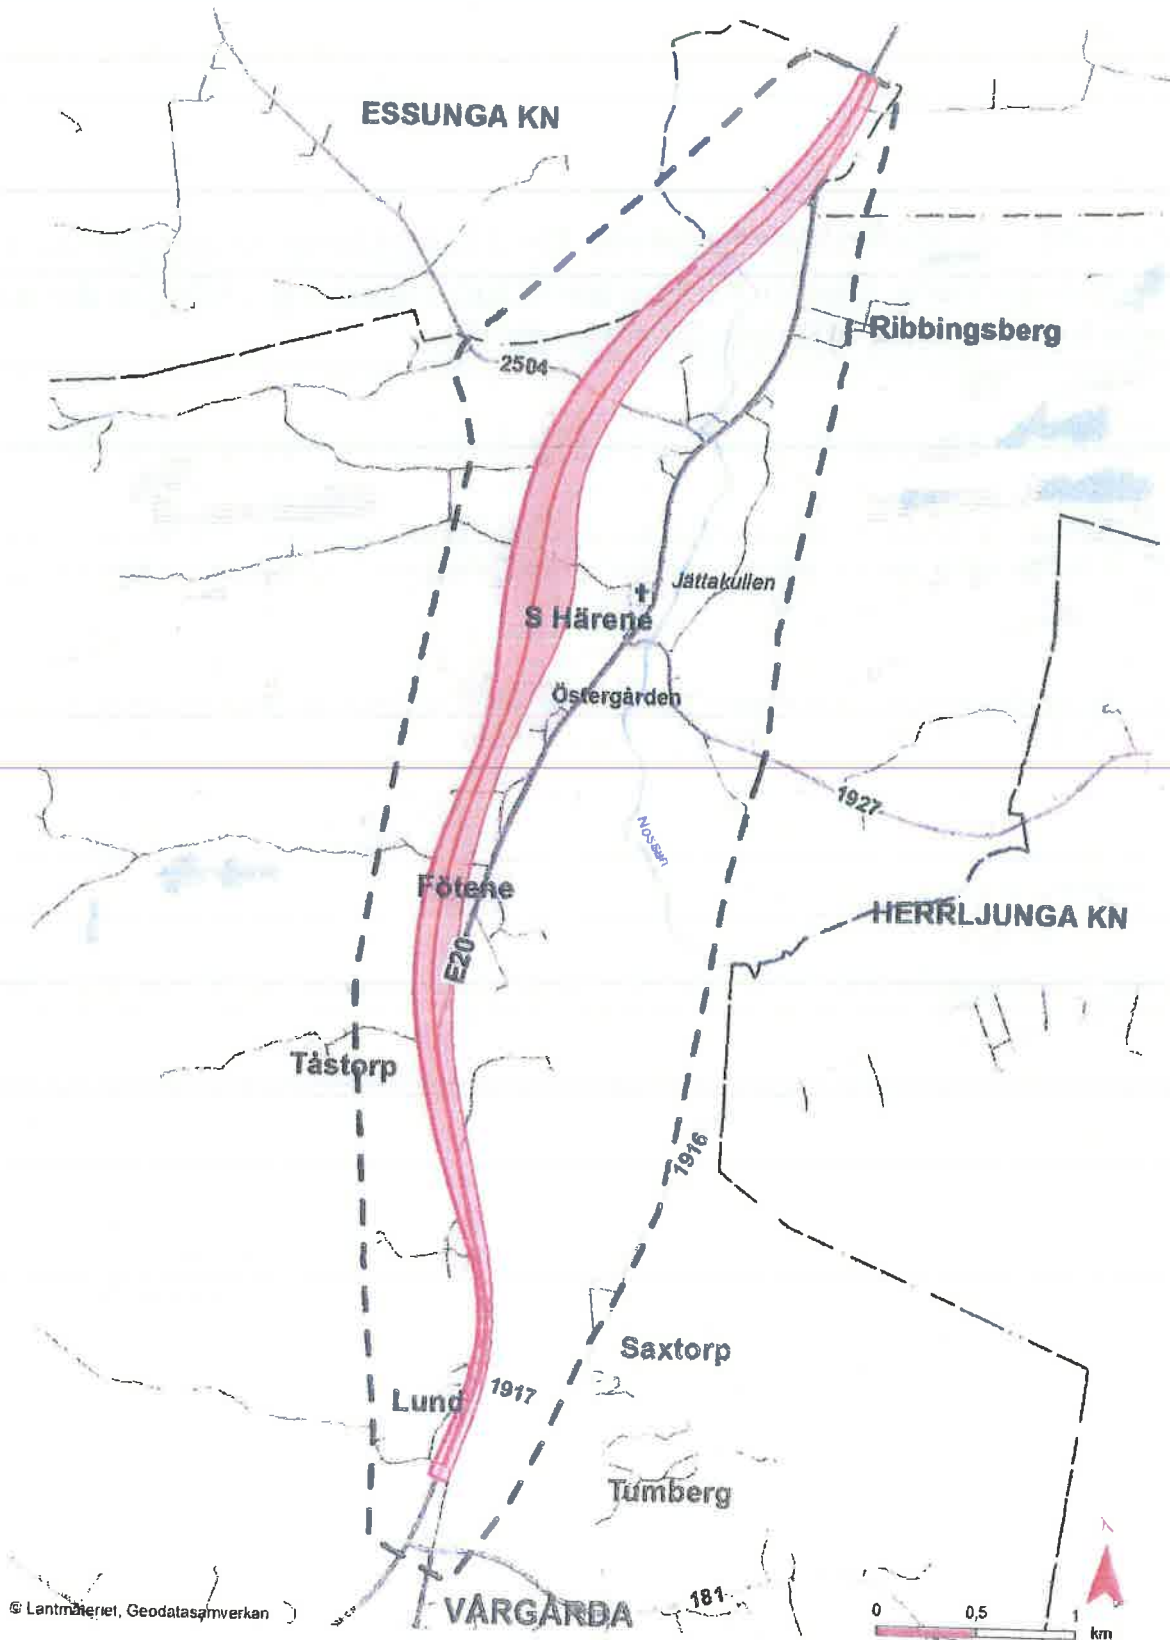 ESSUNGA KN
Ribbingsberg
2504
Jättakullen
S Härene
Östergården
1927
Nossan
Fötene
HERRLJUNGA KN
E20
Tåstorp
1916
Saxtorp
1917
Lund
Tumberg
181
© Lantmäteriet, Geodatasamverkan
VÅRGÅRDA
0 0,5 1
km